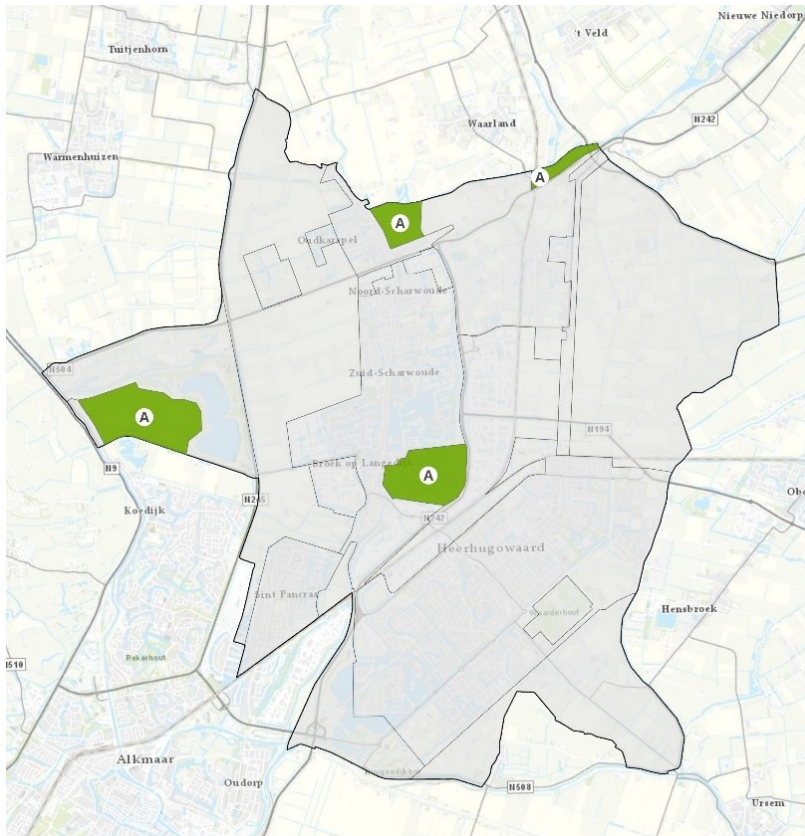 Nieuwe Niedorp
't Veld
Tuitjenhorn
N242
Waarland
Warmenhuizen
A
A
Oudkarspel
Noord-Scharwoude
N504
Zuid-Scharwoude
A
N194
Broek op Langedijk
N9
A
N245
Obd
Koedijk
N242
Heerhugowaard
Sint Pancras
Waarderhout
Hensbroek
Rekerhout
N510
Alkmaar
Oudorp
N508
Ursem